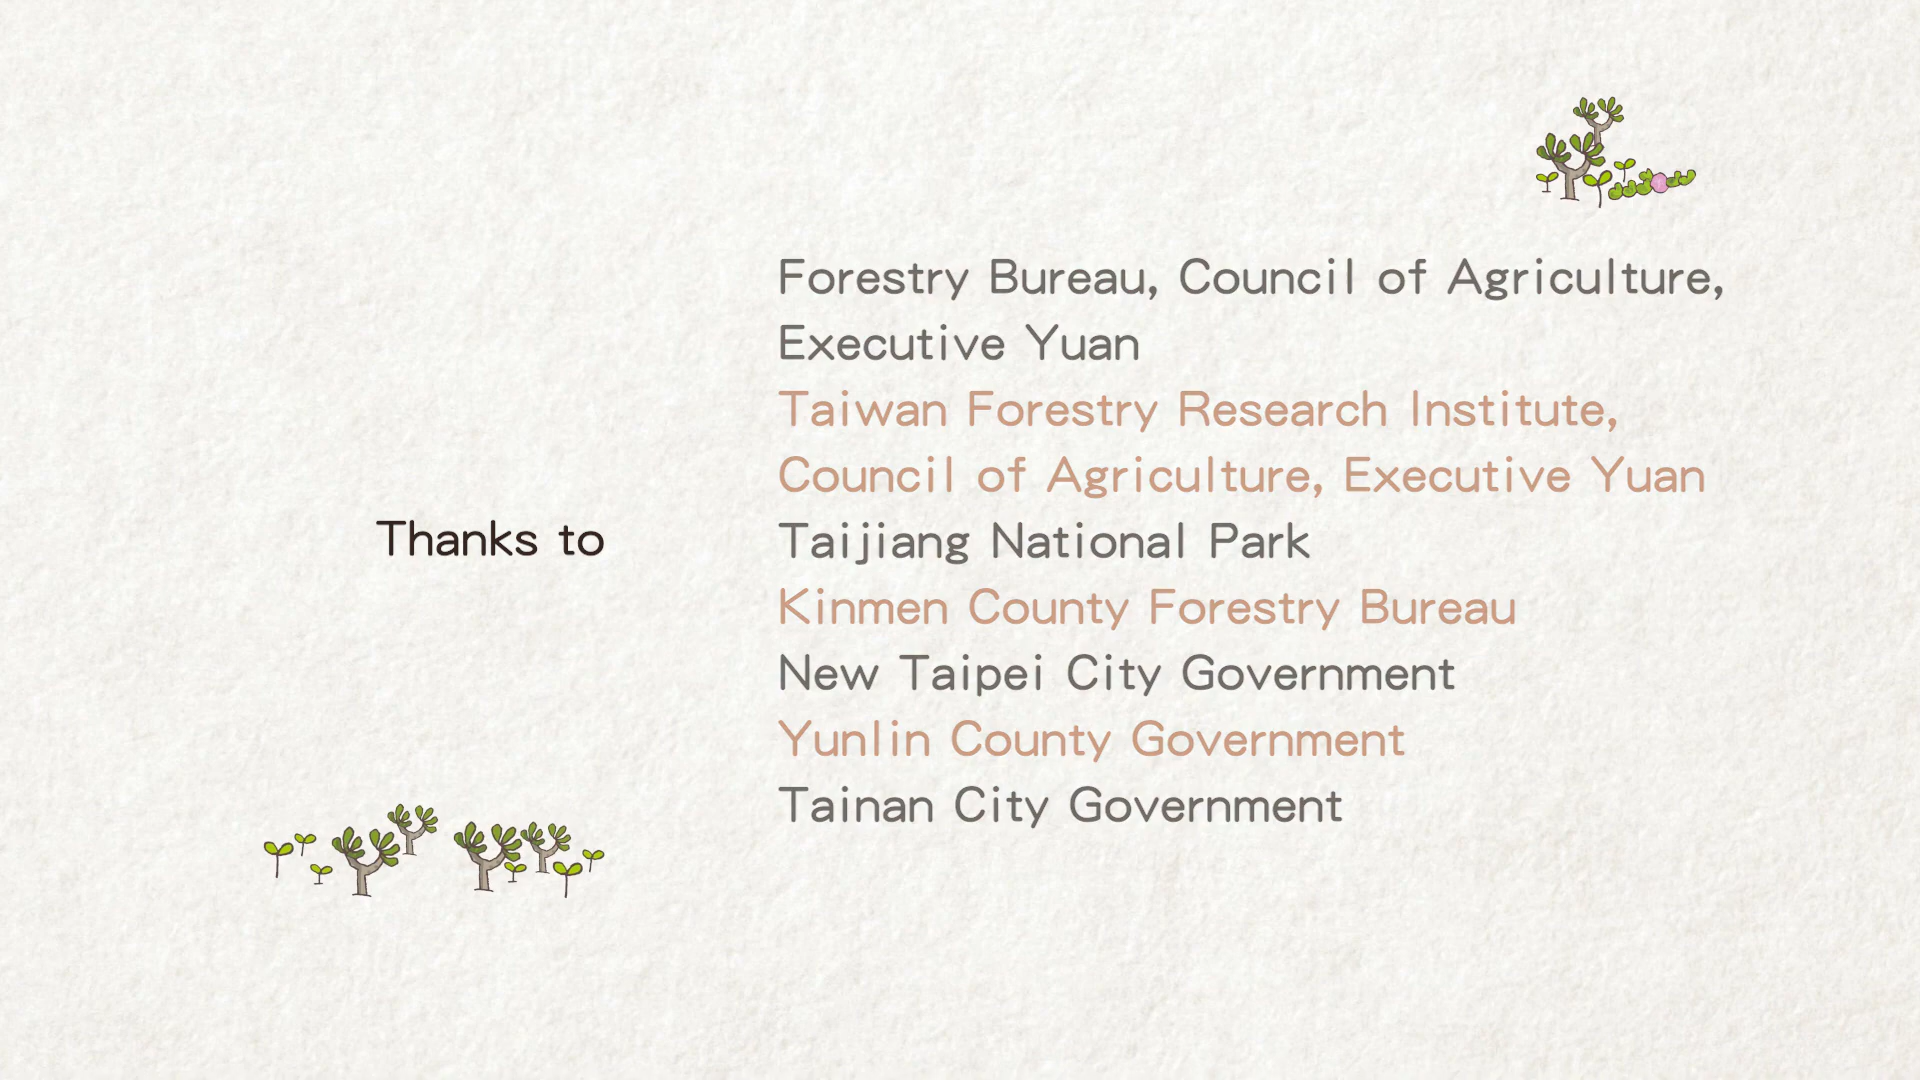 Thanks to
Forestry Bureau, Council of Agriculture,
Executive Yuan
Taiwan Forestry Research Institute,
Council of Agriculture, Executive Yuan
Taijiang National Park
Kinmen County Forestry Bureau
New Taipei City Government
Yunlin County Government
Tainan City Government